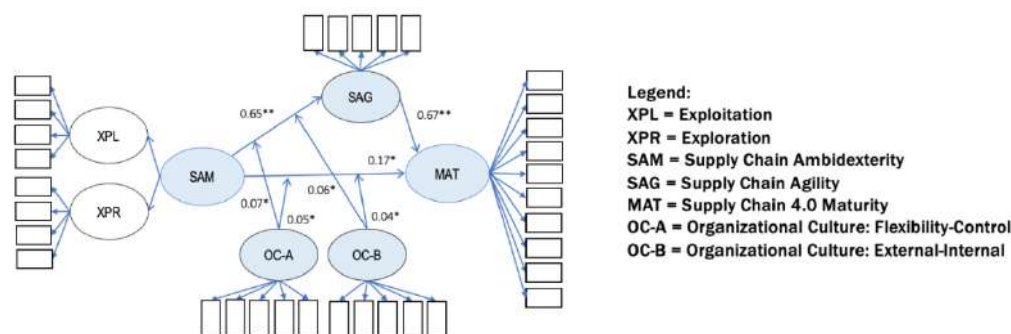 SAG
0.65**
0.67**
XPL
SAM
0.17*
MAT
XPR
0.06*
0.07*
0.05*
0.04*
OC-A
OC-B
Legend:
XPL = Exploitation
XPR = Exploration
SAM = Supply Chain Ambidexterity
SAG = Supply Chain Agility
MAT = Supply Chain 4.0 Maturity
OC-A = Organizational Culture: Flexibility-Control
OC-B = Organizational Culture: External-Internal